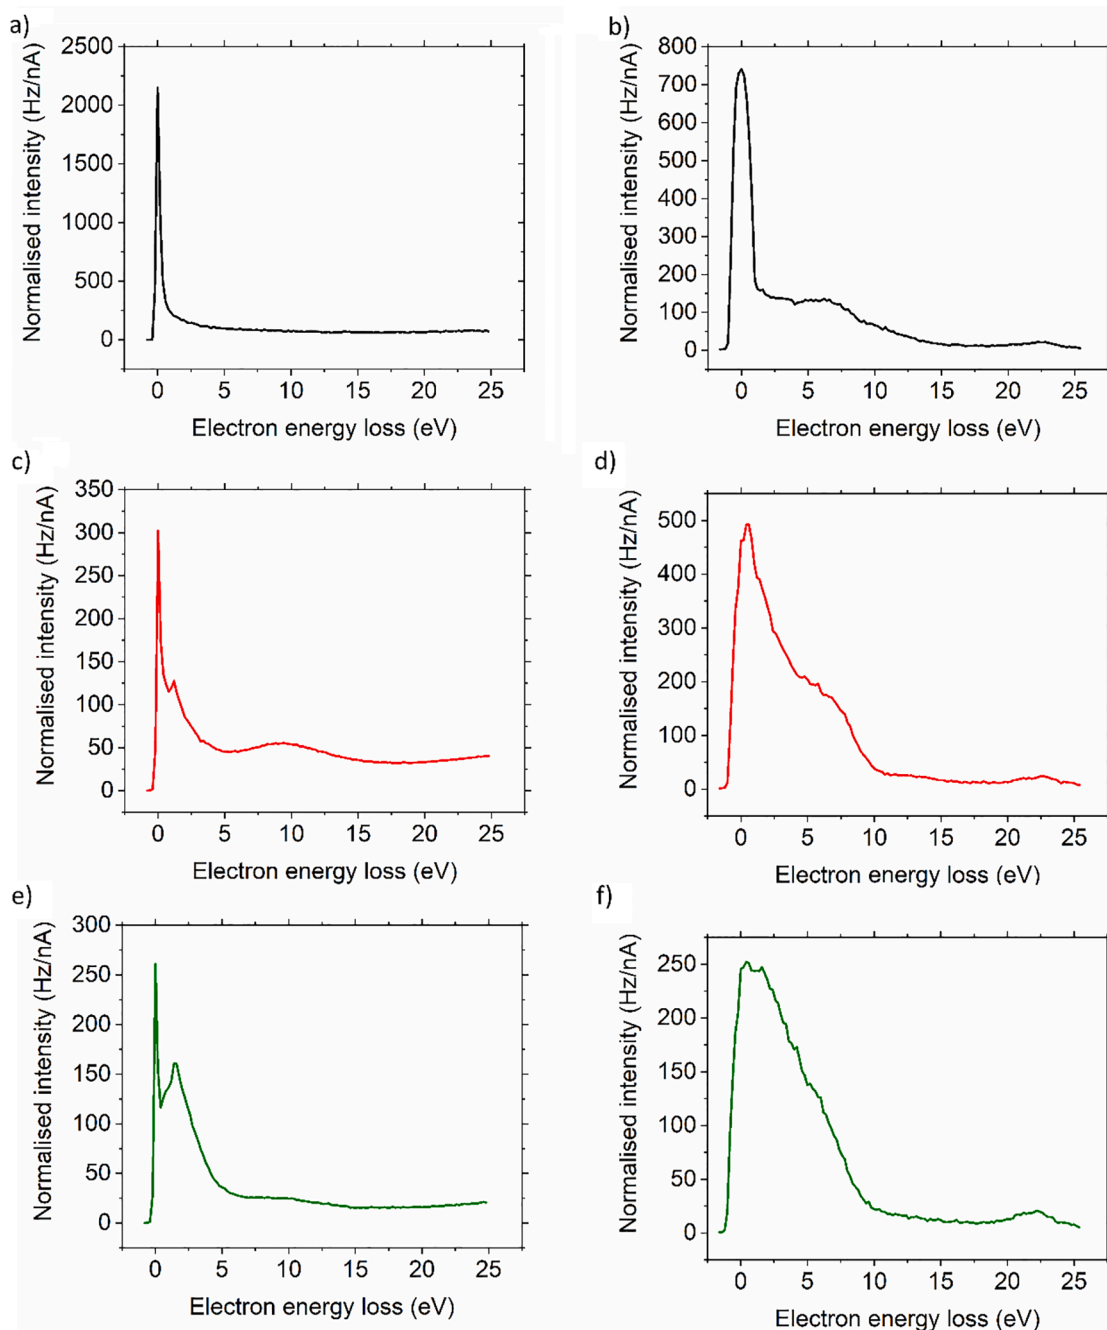 a)
Normalised intensity (Hz/nA)
2500
2000
1500
1000
500
0
0 5 10 15 20 25
Electron energy loss (eV)
b)
Normalised intensity (Hz/nA)
800
700
600
500
400
300
200
100
0
0 5 10 15 20 25
Electron energy loss (eV)
c)
Normalised intensity (Hz/nA)
350
300
250
200
150
100
50
0
0 5 10 15 20 25
Electron energy loss (eV)
d)
Normalised intensity (Hz/nA)
500
400
300
200
100
0
0 5 10 15 20 25
Electron energy loss (eV)
e)
Normalised intensity (Hz/nA)
300
250
200
150
100
50
0
0 5 10 15 20 25
Electron energy loss (eV)
f)
Normalised intensity (Hz/nA)
250
200
150
100
50
0
0 5 10 15 20 25
Electron energy loss (eV)